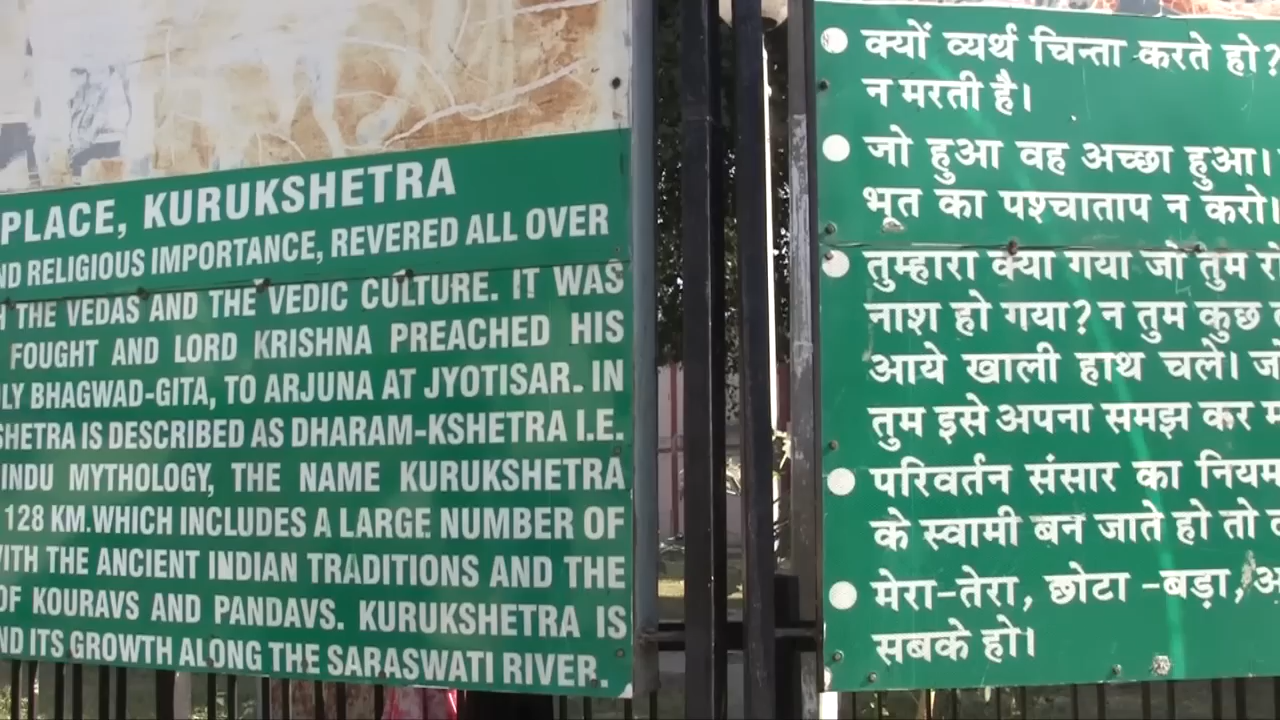 PLACE, KURUKSHETRA
ND RELIGIOUS IMPORTANCE, REVERED ALL OVER
H THE VEDAS AND THE VEDIC CULTURE. IT WAS
FOUGHT AND LORD KRISHNA PREACHED HIS
LY BHAGWAD-GITA, TO ARJUNA AT JYOTISAR. IN
SHETRA IS DESCRIBED AS DHARAM-KSHETRA I.E.
INDU MYTHOLOGY, THE NAME KURUKSHETRA
128 KM.WHICH INCLUDES A LARGE NUMBER OF
WITH THE ANCIENT INDIAN TRADITIONS AND THE
OF KOURAVS AND PANDAVS. KURUKSHETRA IS
ND ITS GROWTH ALONG THE SARASWATI RIVER.
क्यों व्यर्थ चिन्ता करते हो?
न मरती है।
जो हुआ वह अच्छा हुआ।
भूत का पश्चाताप न करो।
तुम्हारा क्या गया जो तुम
नाश हो गया? न तुम कुछ
आये खाली हाथ चले। जो
तुम इसे अपना समझ कर
परिवर्तन संसार का नियम
के स्वामी बन जाते हो तो
मेरा-तेरा, छोटा -बड़ा,
सबके हो।